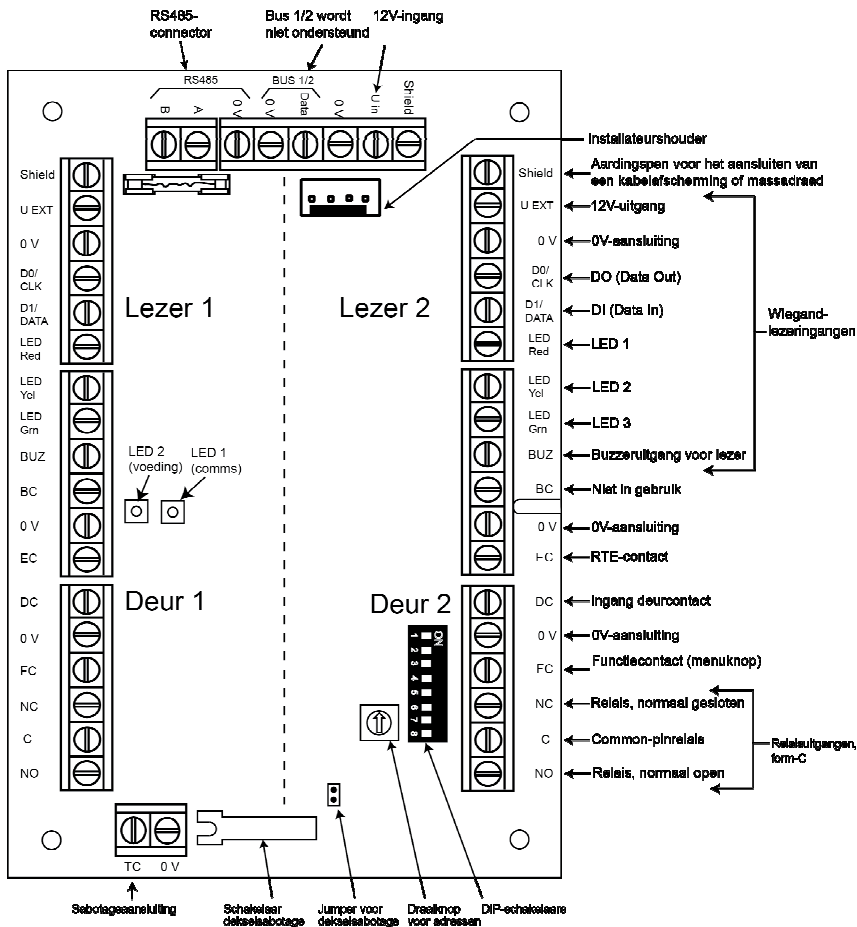 RS485-
connector
Bus 1/2 wordt
niet ondersteund
12V-ingang
RS485
BUS 1/2
B
A
0 V
0 V
Data
0 V
U in
Shield
Installateurshouder
Shield
U EXT
0 V
D0/
CLK
D1/
DATA
LED
Red
LED
Ycl
LED
Grn
BUZ
BC
0 V
EC
DC
0 V
FC
NC
C
NO
Lezer 1
Lezer 2
LED 2
(voeding)
LED 1
(comms)
Deur 1
Deur 2
ON
1
2
3
4
5
6
7
8
Shield
U EXT
0 V
D0/
CLK
D1/
DATA
LED
Red
LED
Ycl
LED
Grn
BUZ
BC
0 V
EC
DC
0 V
FC
NC
C
NO
Aardingspen voor het aansluiten van
een kabelafscherming of massadraad
12V-uitgang
0V-aansluiting
DO (Data Out)
DI (Data In)
LED 1
LED 2
LED 3
Buzzeruitgang voor lezer
Niet in gebruik
0V-aansluiting
RTE-contact
Ingang deurcontact
0V-aansluiting
Functiecontact (menuknop)
Relais, normaal gesloten
Common-pinrelais
Relais, normaal open
Wiegand-
lezeringangen
Relaisuitgangen,
form-C
TC
0 V
Sabotageaansluiting
Schakelaar
dekselsabotage
Jumper voor
dekselsabotage
Draaiknop
voor adressen
DIP-schakelaars